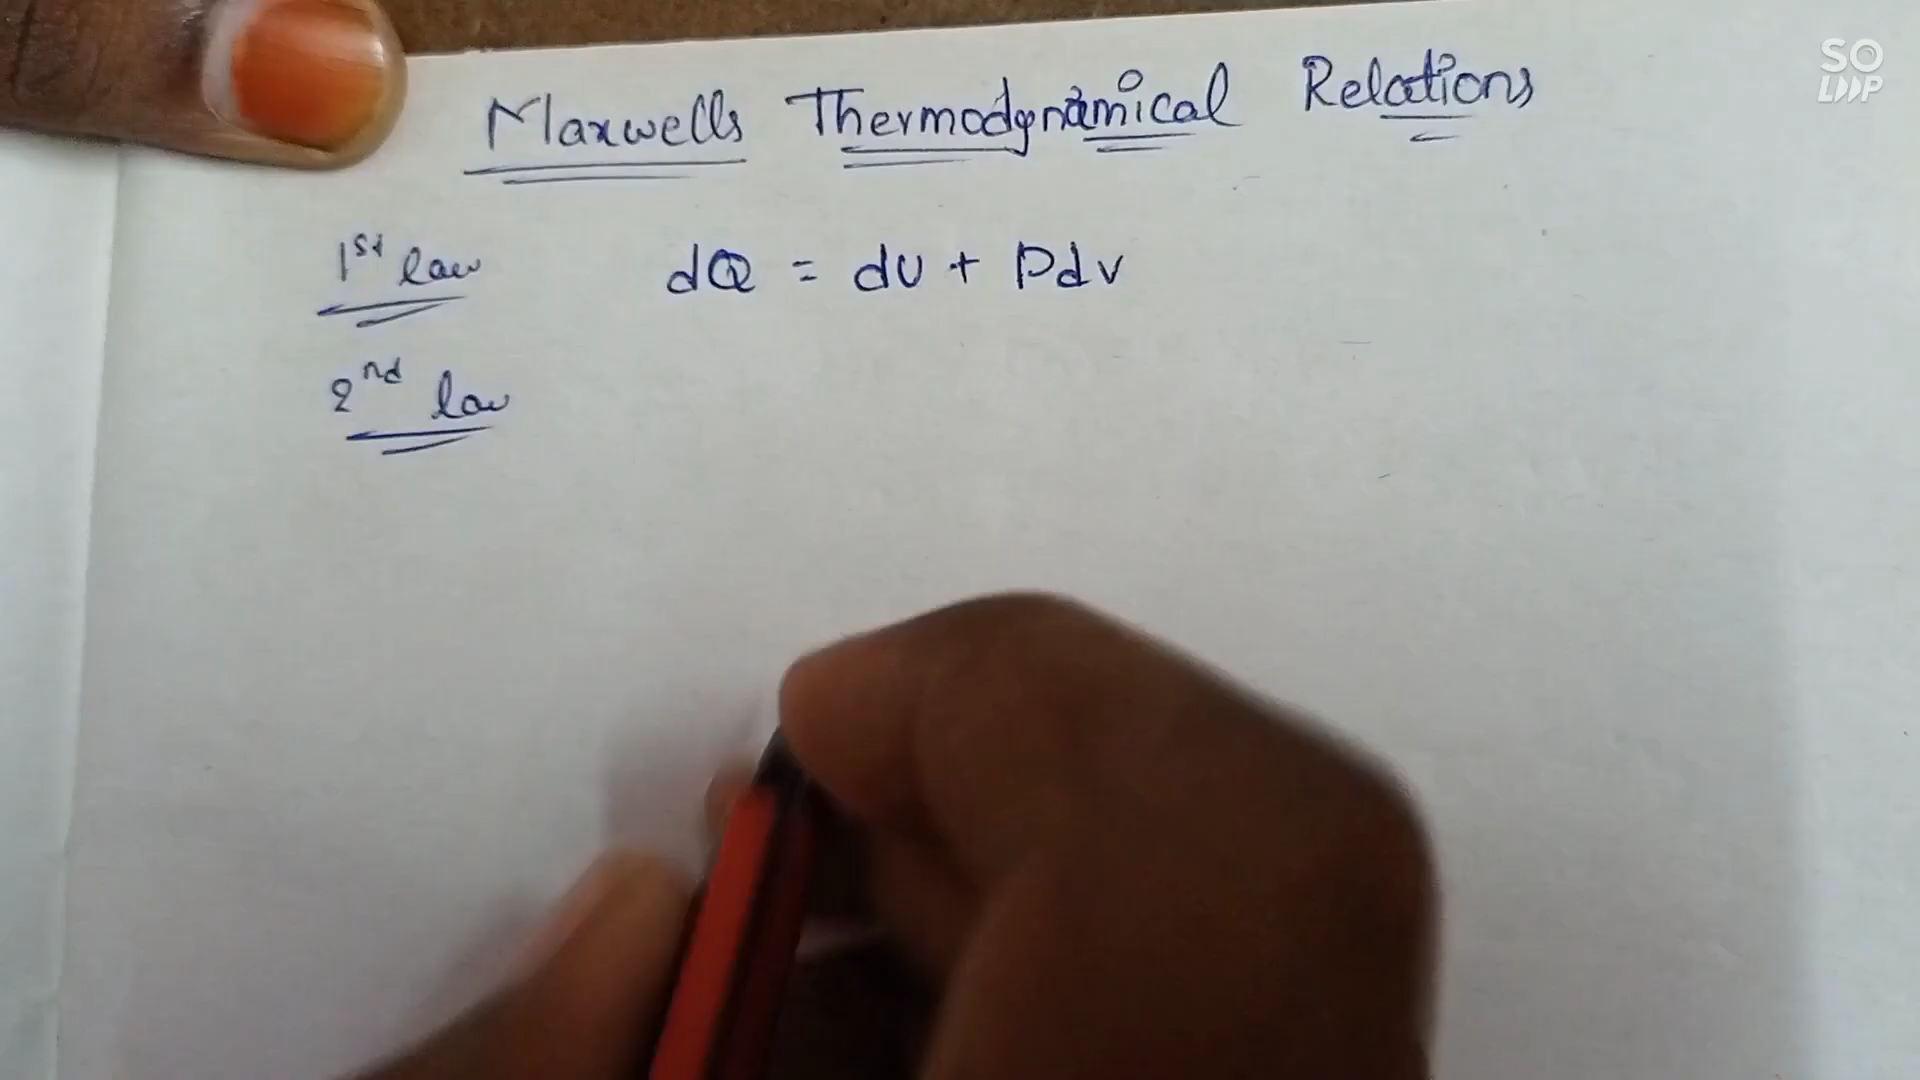 Maxwells Thermodynamical Relations
SO
LOOP
1st law dQ = dU + Pdv
2nd law